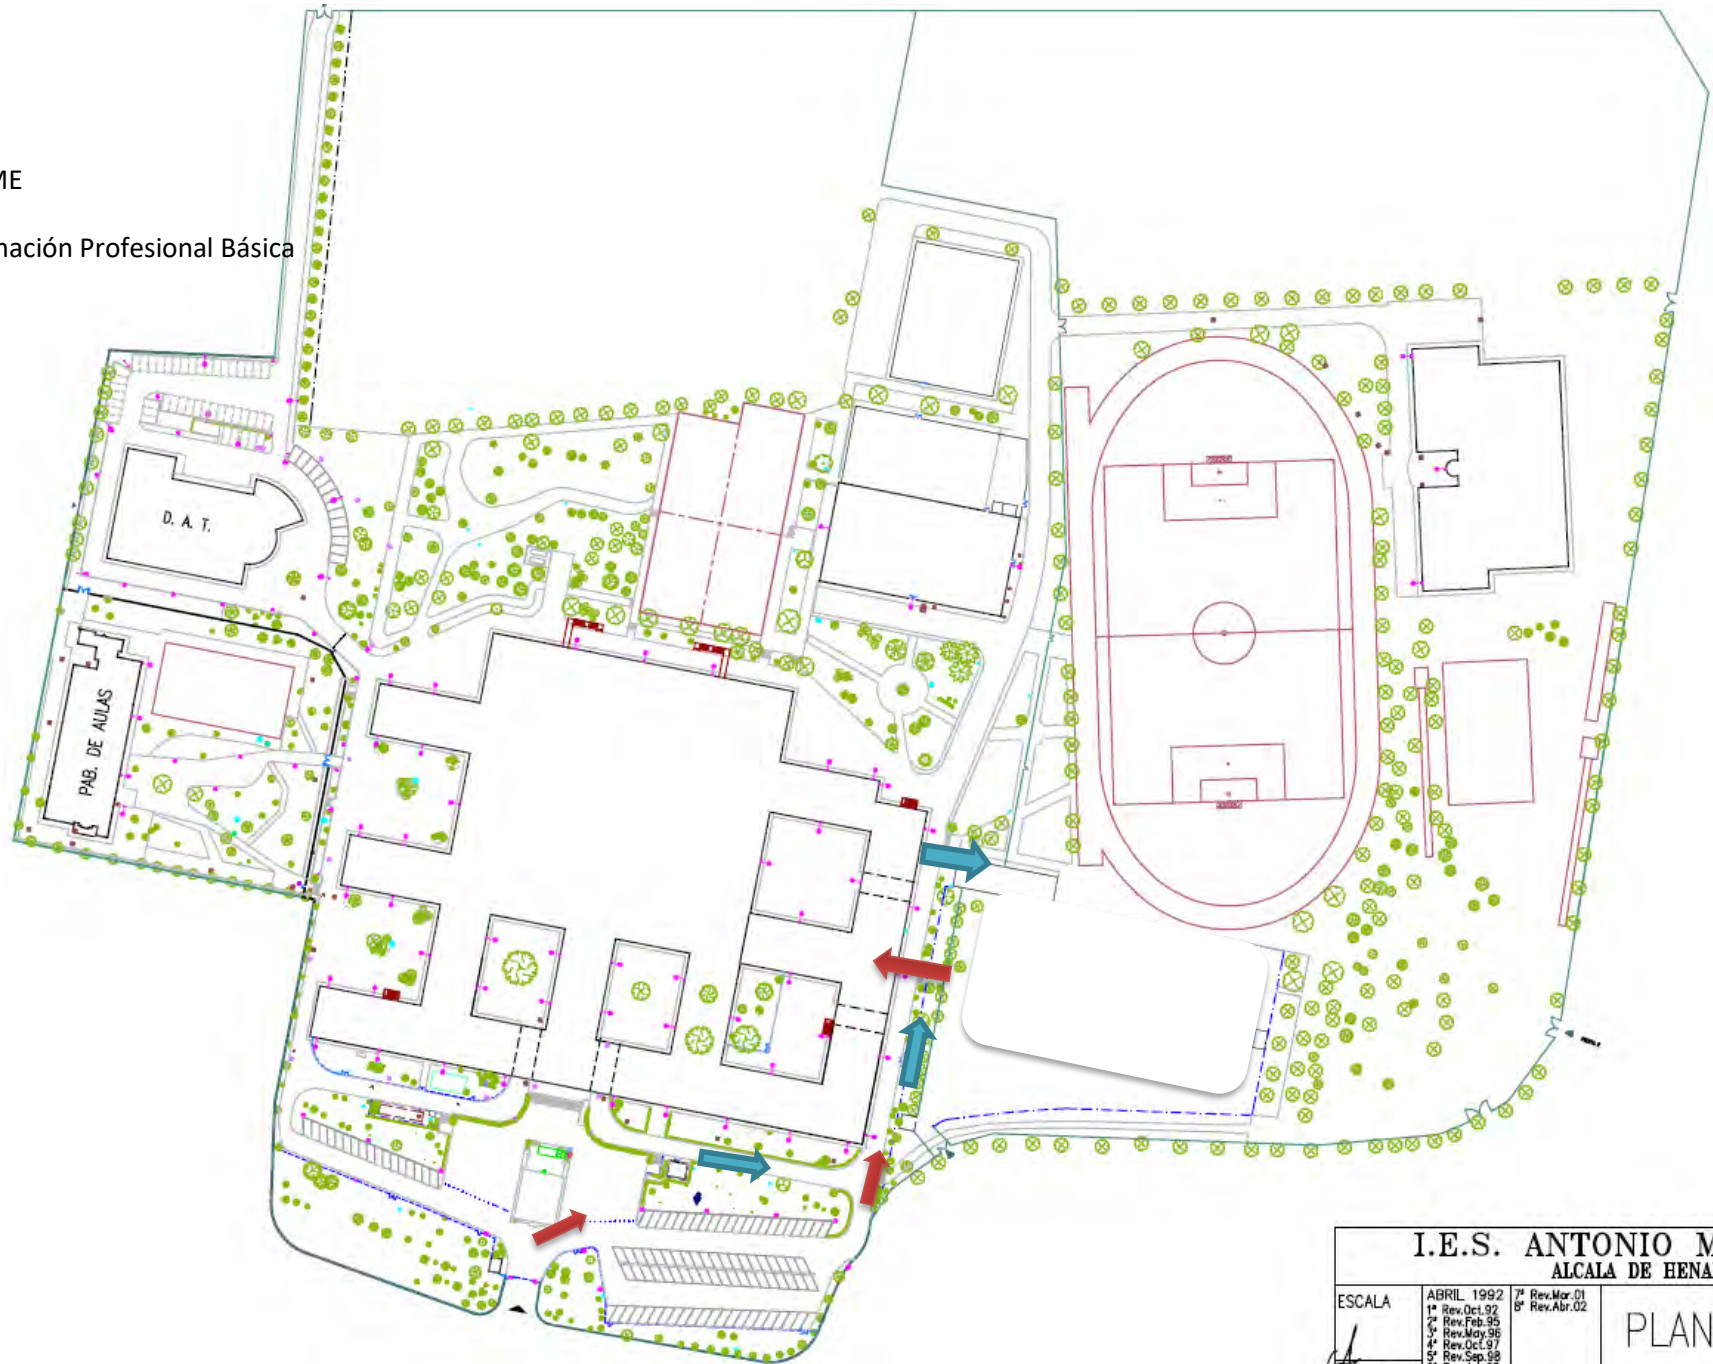 ME
mación Profesional Básica
D. A. T.
PAB. DE AULAS
I.E.S. ANTONIO M
ALCALA DE HENA
ESCALA
ABRIL 1992
1ª Rev.Oct.92
2ª Rev.Feb.95
3ª Rev.May.96
4ª Rev.Oct.97
5ª Rev.Sep.98
7ª Rev.Mar.01
8ª Rev.Abr.02
PLAN